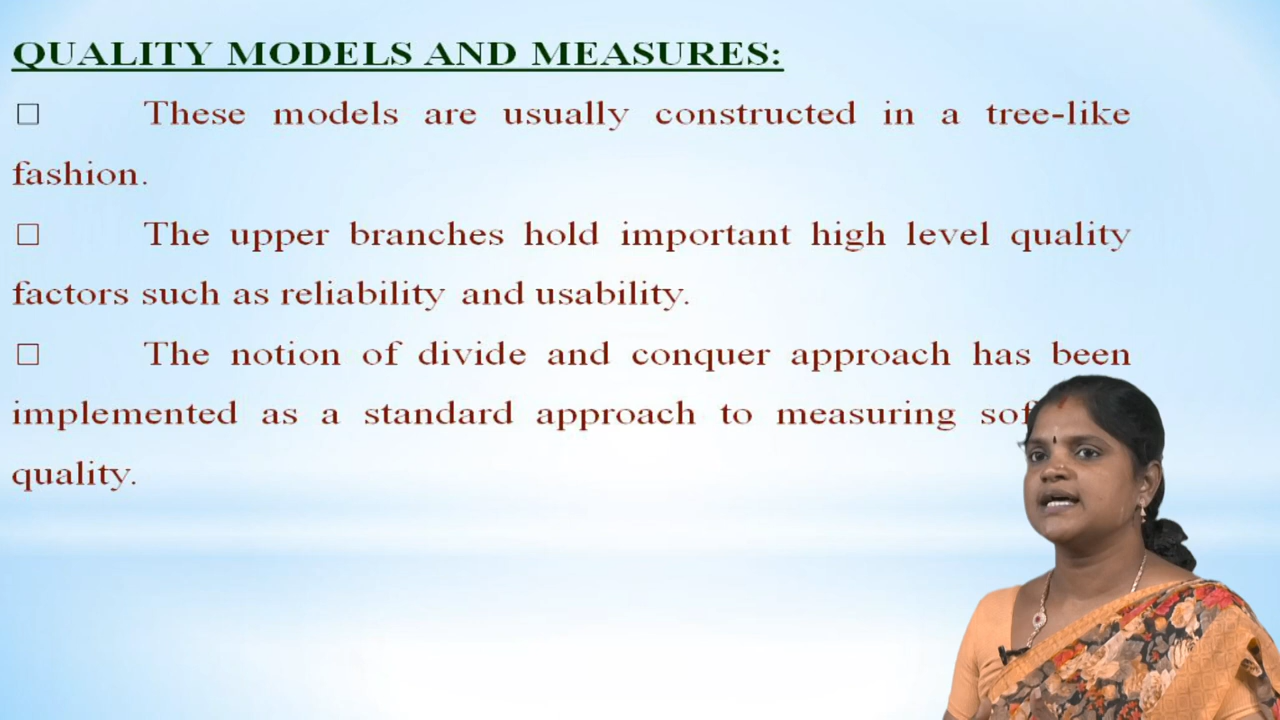 QUALITY MODELS AND MEASURES:
□ These models are usually constructed in a tree-like
fashion.
□ The upper branches hold important high level quality
factors such as reliability and usability.
□ The notion of divide and conquer approach has been
implemented as a standard approach to measuring
quality.